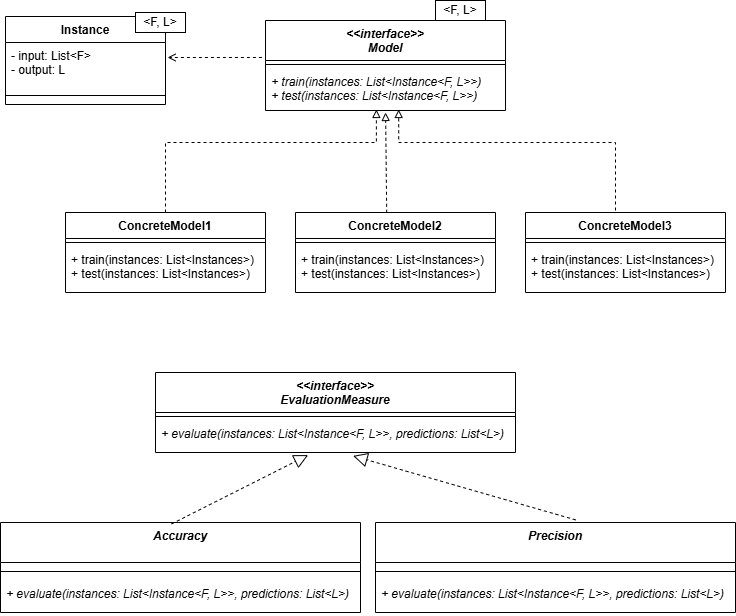 <F, L>
Instance
- input: List<F>
- output: L
<F, L>
<<interface>>
Model
+ train(instances: List<Instance<F, L>>)
+ test(instances: List<Instance<F, L>>)
ConcreteModel1
+ train(instances: List<Instances>)
+ test(instances: List<Instances>)
ConcreteModel2
+ train(instances: List<Instances>)
+ test(instances: List<Instances>)
ConcreteModel3
+ train(instances: List<Instances>)
+ test(instances: List<Instances>)
<<interface>>
EvaluationMeasure
+ evaluate(instances: List<Instance<F, L>>, predictions: List<L>)
Accuracy
+ evaluate(instances: List<Instance<F, L>>, predictions: List<L>)
Precision
+ evaluate(instances: List<Instance<F, L>>, predictions: List<L>)